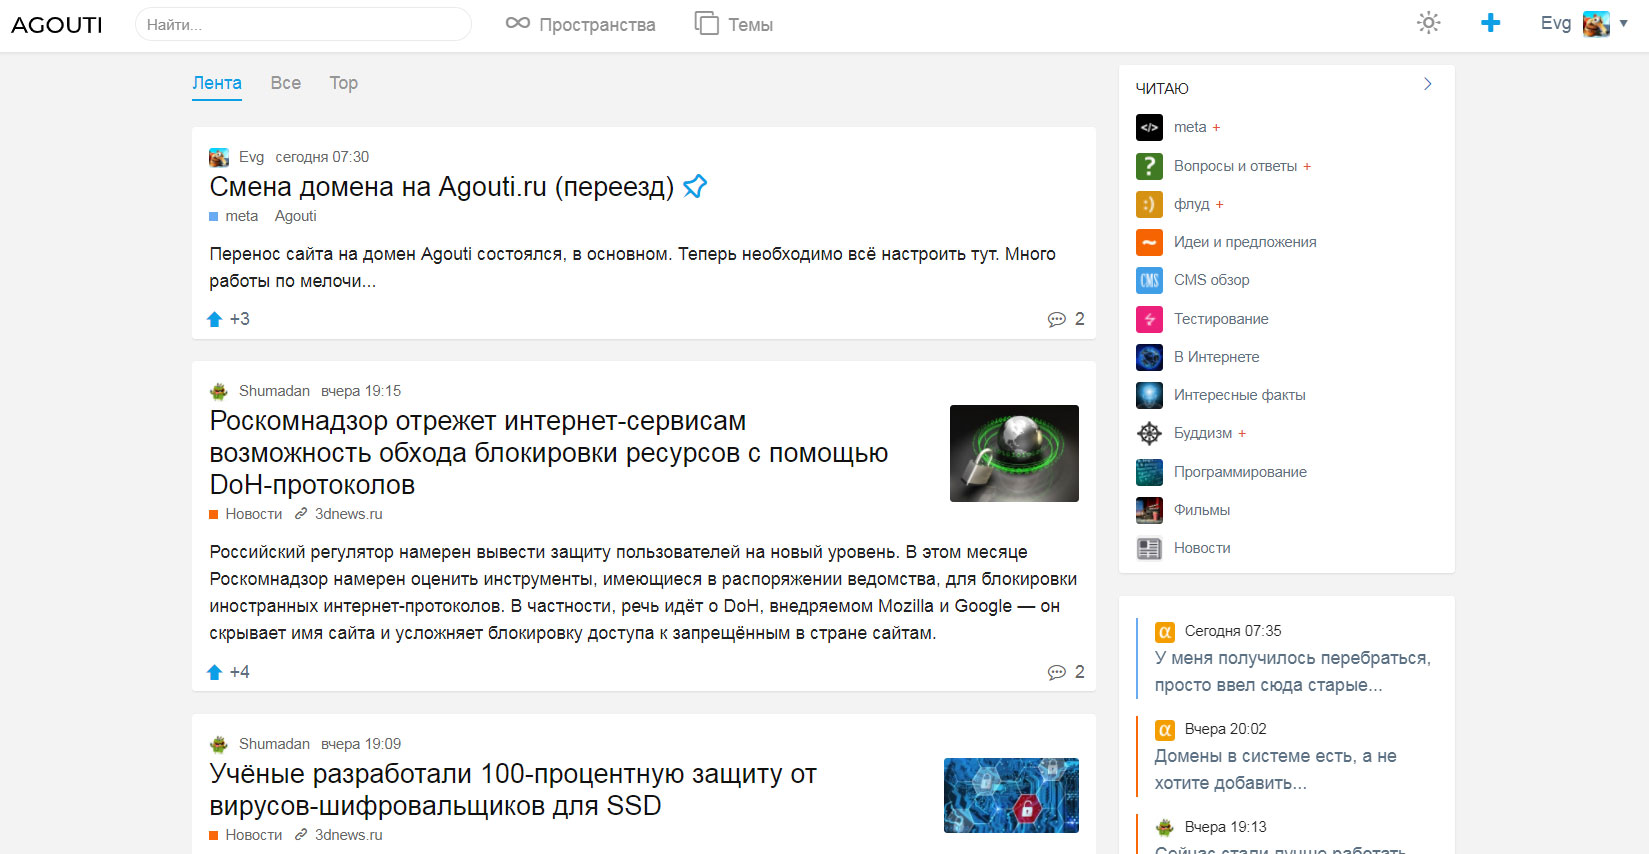 AGOUTI
Найти...
Пространства
Темы
Evg
Лента
Все
Top
Evg сегодня 07:30
Смена домена на Agouti.ru (переезд)
meta Agouti
Перенос сайта на домен Agouti состоялся, в основном. Теперь необходимо всё настроить тут. Много
работы по мелочи...
+3
2
Shumadan вчера 19:15
Роскомнадзор отрежет интернет-сервисам
возможность обхода блокировки ресурсов с помощью
DoH-протоколов
Новости 3dnews.ru
Российский регулятор намерен вывести защиту пользователей на новый уровень. В этом месяце
Роскомнадзор намерен оценить инструменты, имеющиеся в распоряжении ведомства, для блокировки
иностранных интернет-протоколов. В частности, речь идёт о DoH, внедряемом Mozilla и Google — он
скрывает имя сайта и усложняет блокировку доступа к запрещённым в стране сайтам.
+4
2
Shumadan вчера 19:09
Учёные разработали 100-процентную защиту от
вирусов-шифровальщиков для SSD
Новости 3dnews.ru
ЧИТАЮ
</>
meta +
?
Вопросы и ответы +
:)
флуд +
~
Идеи и предложения
CMS
CMS обзор
Тестирование
В Интернете
Интересные факты
Буддизм +
Программирование
Фильмы
Новости
α
Сегодня 07:35
У меня получилось перебраться,
просто ввел сюда старые...
α
Вчера 20:02
Домены в системе есть, а не
хотите добавить...
Вчера 19:13
Сейчас стали лучше работать